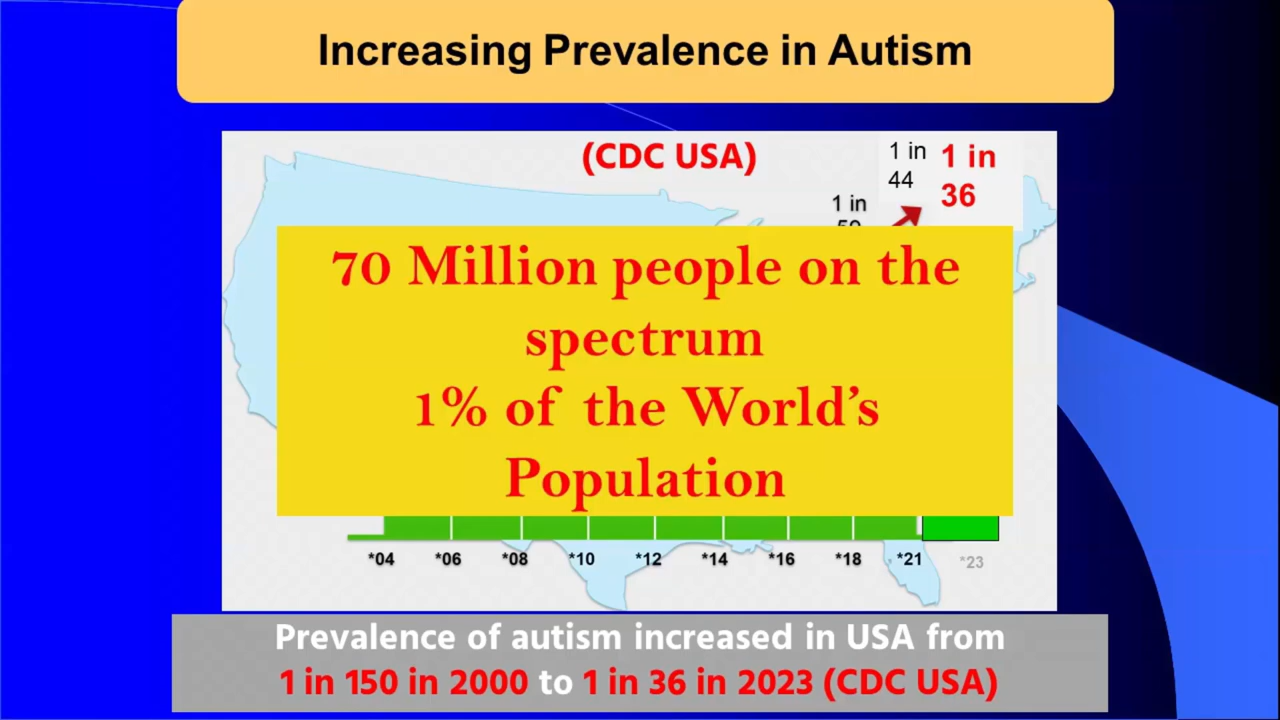 Increasing Prevalence in Autism
(CDC USA)
1 in
44
1 in
36
1 in
70 Million people on the
spectrum
1% of the World’s
Population
*04 *06 *08 *10 *12 *14 *16 *18 *21 *23
Prevalence of autism increased in USA from
1 in 150 in 2000 to 1 in 36 in 2023 (CDC USA)